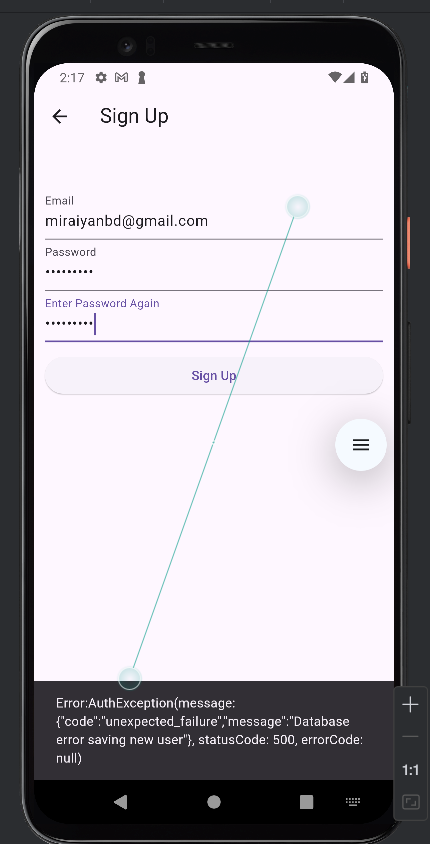 2:17
Sign Up
Email
miraiyanbd@gmail.com
Password
•••••••••
Enter Password Again
•••••••••
Sign Up
Error:AuthException(message:
{"code":"unexpected_failure","message":"Database
error saving new user"}, statusCode: 500, errorCode:
null)
1:1